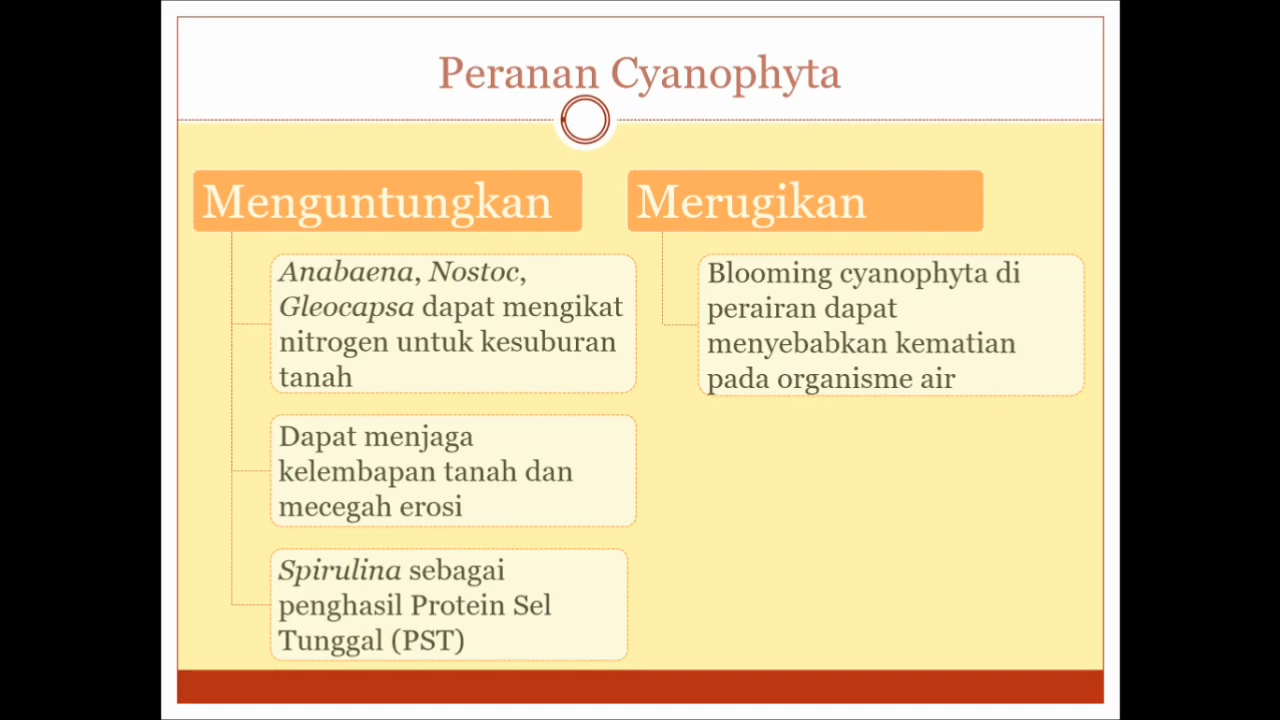 Peranan Cyanophyta
Menguntungkan
Anabaena, Nostoc,
Gleocapsa dapat mengikat
nitrogen untuk kesuburan
tanah
Dapat menjaga
kelembapan tanah dan
mecegah erosi
Spirulina sebagai
penghasil Protein Sel
Tunggal (PST)
Merugikan
Blooming cyanophyta di
perairan dapat
menyebabkan kematian
pada organisme air